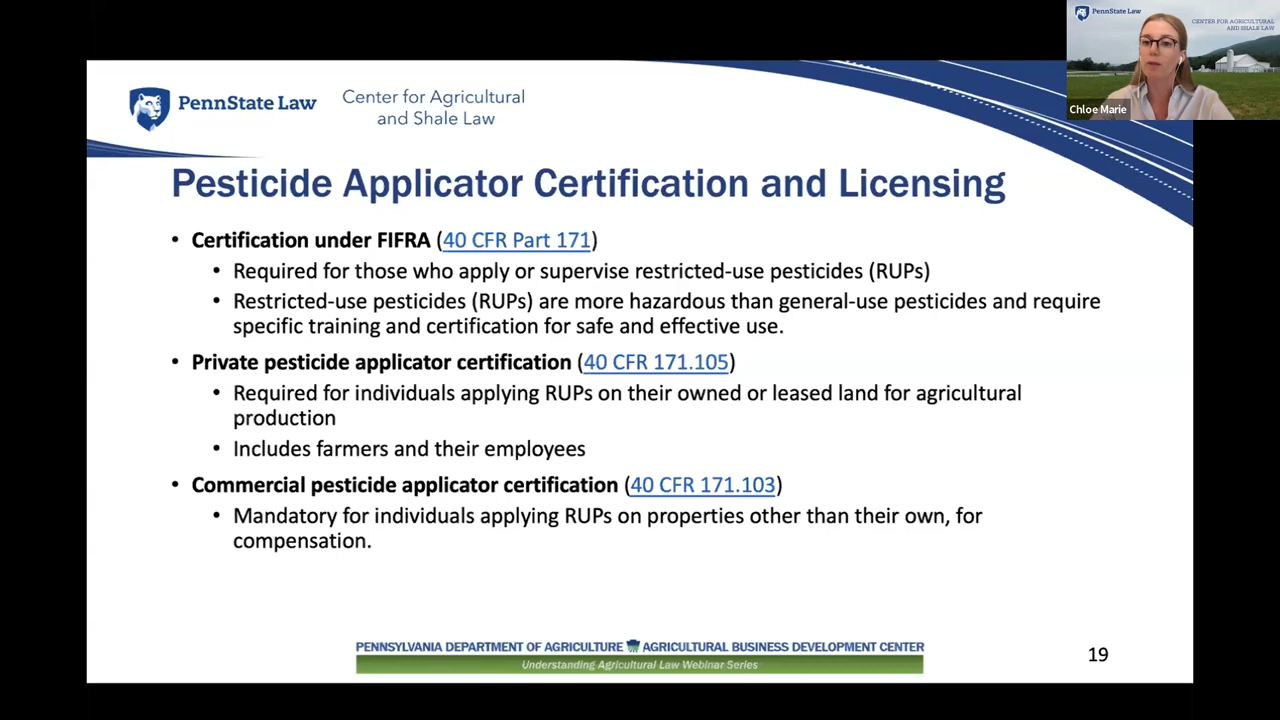 PennState Law
CENTER FOR AGRICULTURAL
AND SHALE LAW
Chloe Marie
PennState Law
Center for Agricultural
and Shale Law
Pesticide Applicator Certification and Licensing
• Certification under FIFRA (40 CFR Part 171)
• Required for those who apply or supervise restricted-use pesticides (RUPs)
• Restricted-use pesticides (RUPs) are more hazardous than general-use pesticides and require
specific training and certification for safe and effective use.
• Private pesticide applicator certification (40 CFR 171.105)
• Required for individuals applying RUPs on their owned or leased land for agricultural
production
• Includes farmers and their employees
• Commercial pesticide applicator certification (40 CFR 171.103)
• Mandatory for individuals applying RUPs on properties other than their own, for
compensation.
PENNSYLVANIA DEPARTMENT OF AGRICULTURE AGRICULTURAL BUSINESS DEVELOPMENT CENTER
Understanding Agricultural Law Webinar Series
19